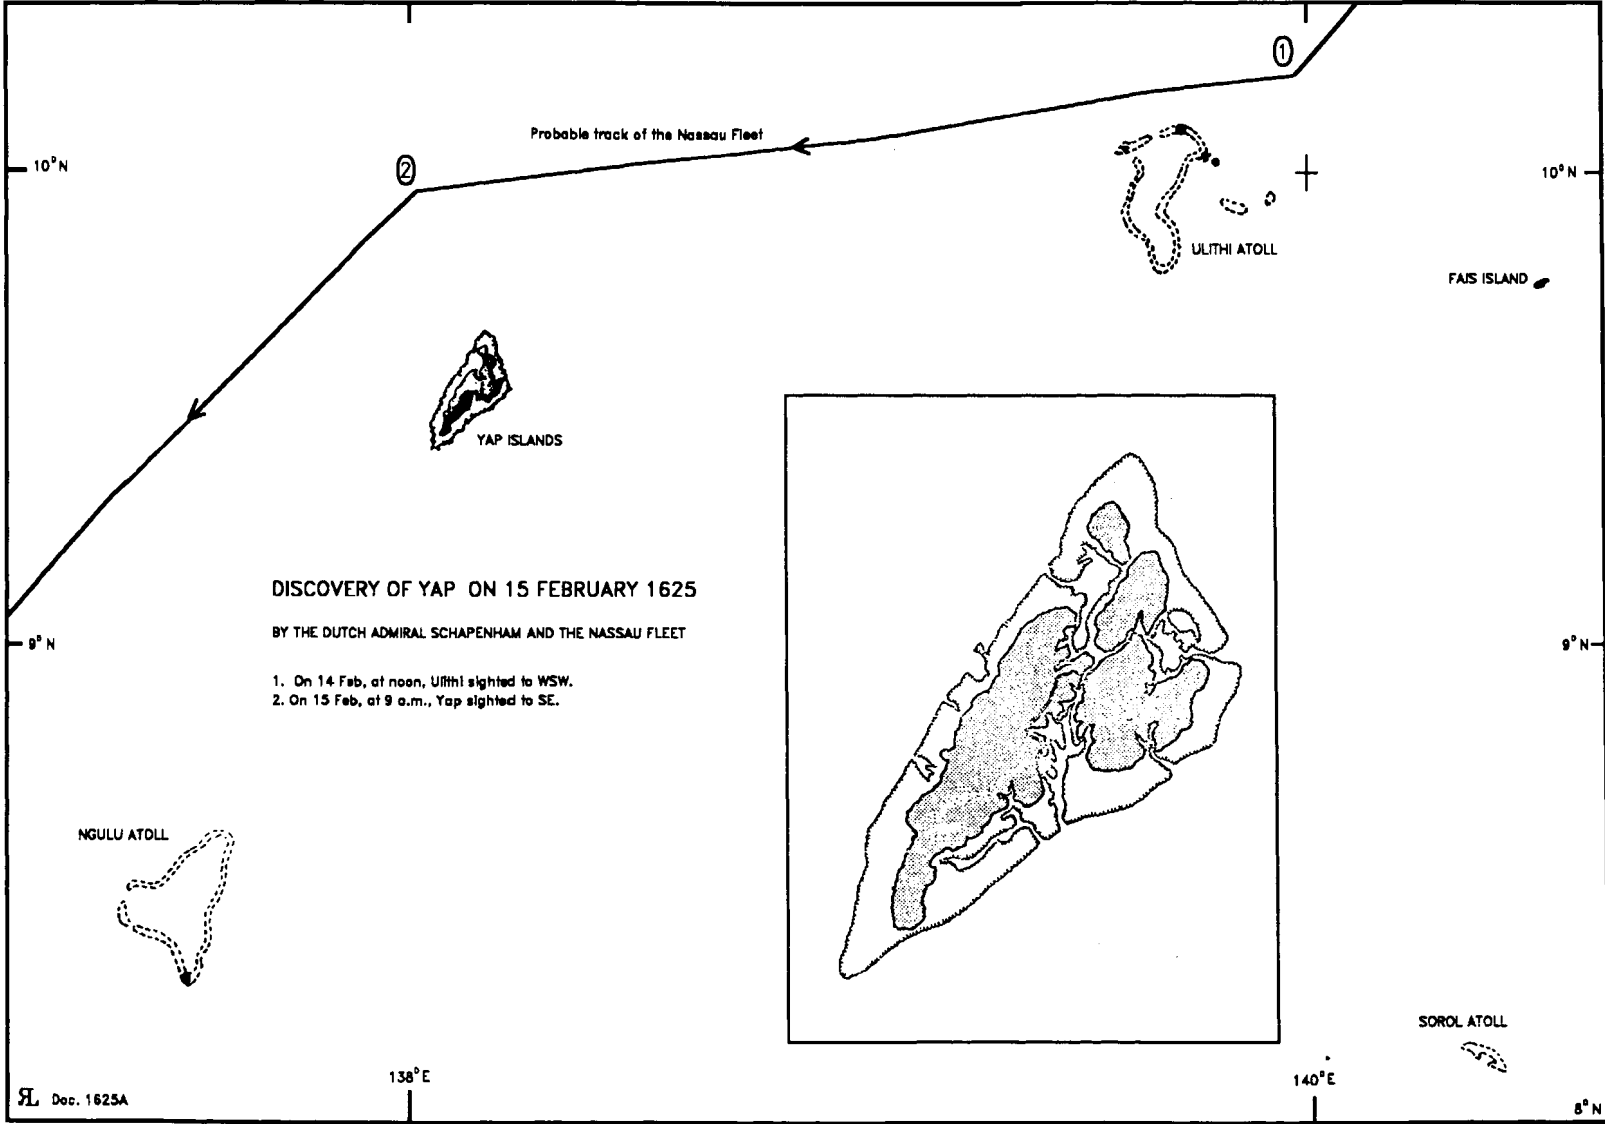 1
Probable track of the Nassau Fleet
10°N
2
10°N
ULITHI ATOLL
FAIS ISLAND
YAP ISLANDS
DISCOVERY OF YAP ON 15 FEBRUARY 1625
BY THE DUTCH ADMIRAL SCHAPENHAM AND THE NASSAU FLEET
9°N
9°N
1. On 14 Feb, at noon, Ulithi sighted to WSW.
2. On 15 Feb, at 9 a.m., Yap sighted to SE.
NGULU ATOLL
SOROL ATOLL
138°E
140°E
RL Doc. 1625A
8°N